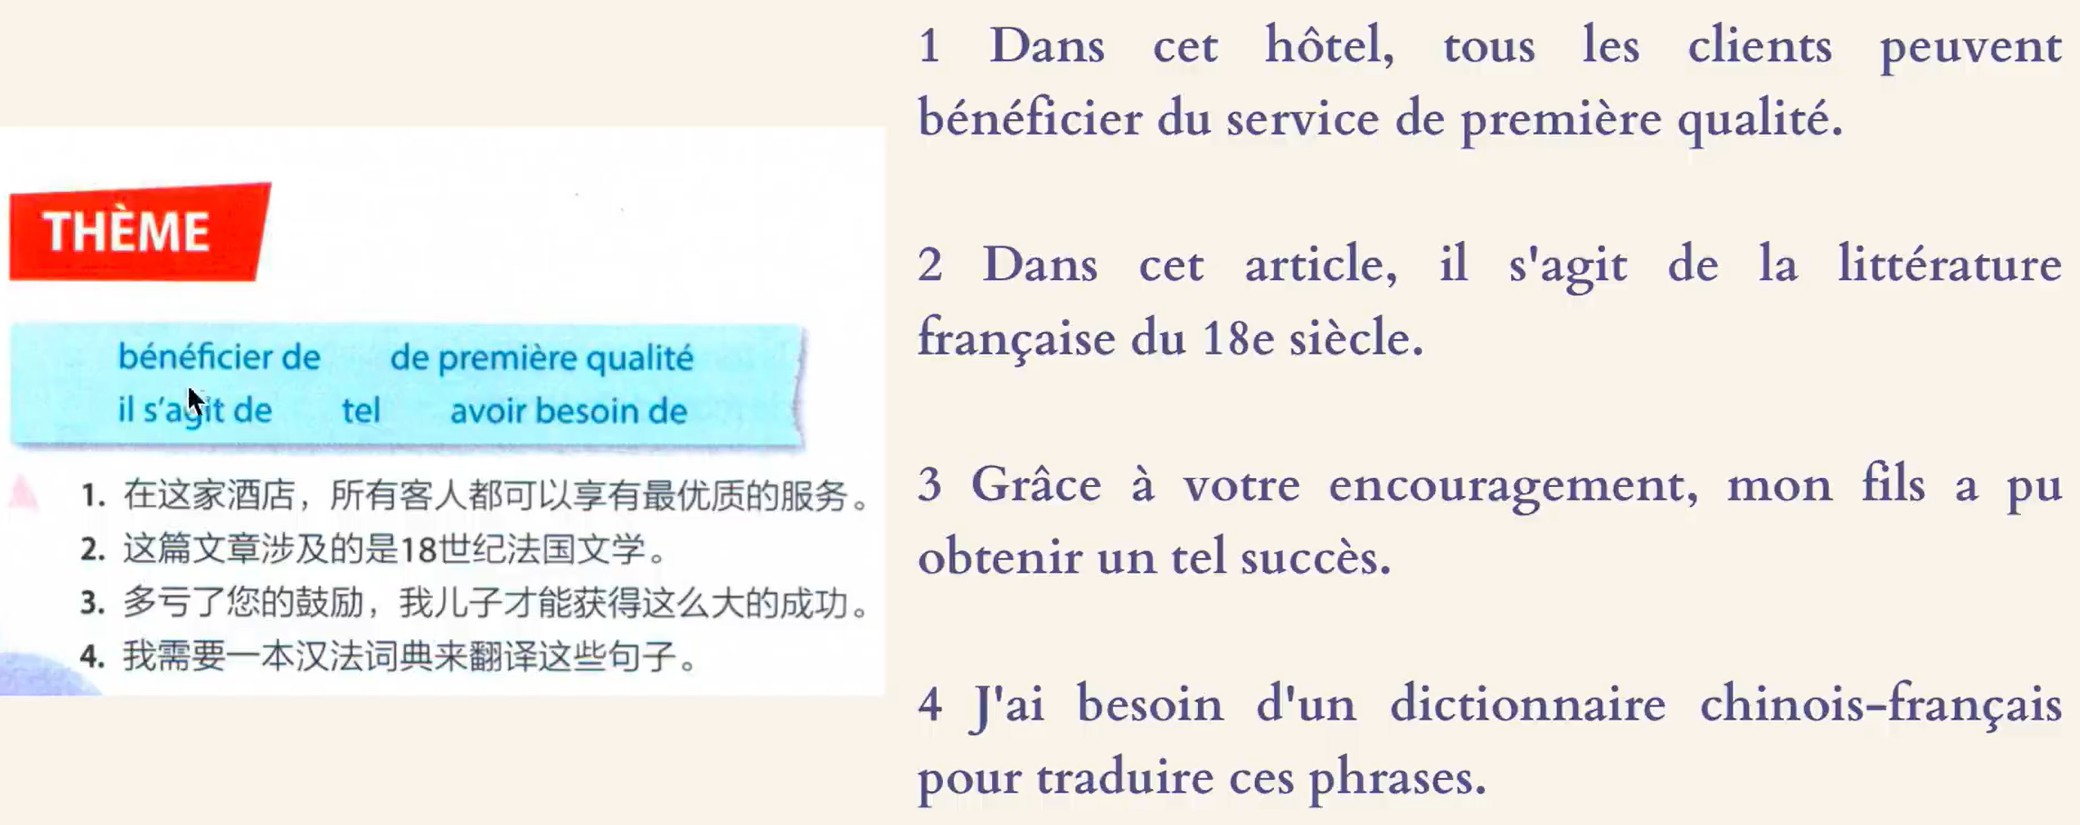 THÈME
bénéficier de de première qualité
il s'agit de tel avoir besoin de
1. 在这家酒店，所有客人都可以享有最优质的服务。
2. 这篇文章涉及的是18世纪法国文学。
3. 多亏了您的鼓励，我儿子才能获得这么大的成功。
4. 我需要一本汉法词典来翻译这些句子。
1 Dans cet hôtel, tous les clients peuvent
bénéficier du service de première qualité.
2 Dans cet article, il s'agit de la littérature
française du 18e siècle.
3 Grâce à votre encouragement, mon fils a pu
obtenir un tel succès.
4 J'ai besoin d'un dictionnaire chinois-français
pour traduire ces phrases.